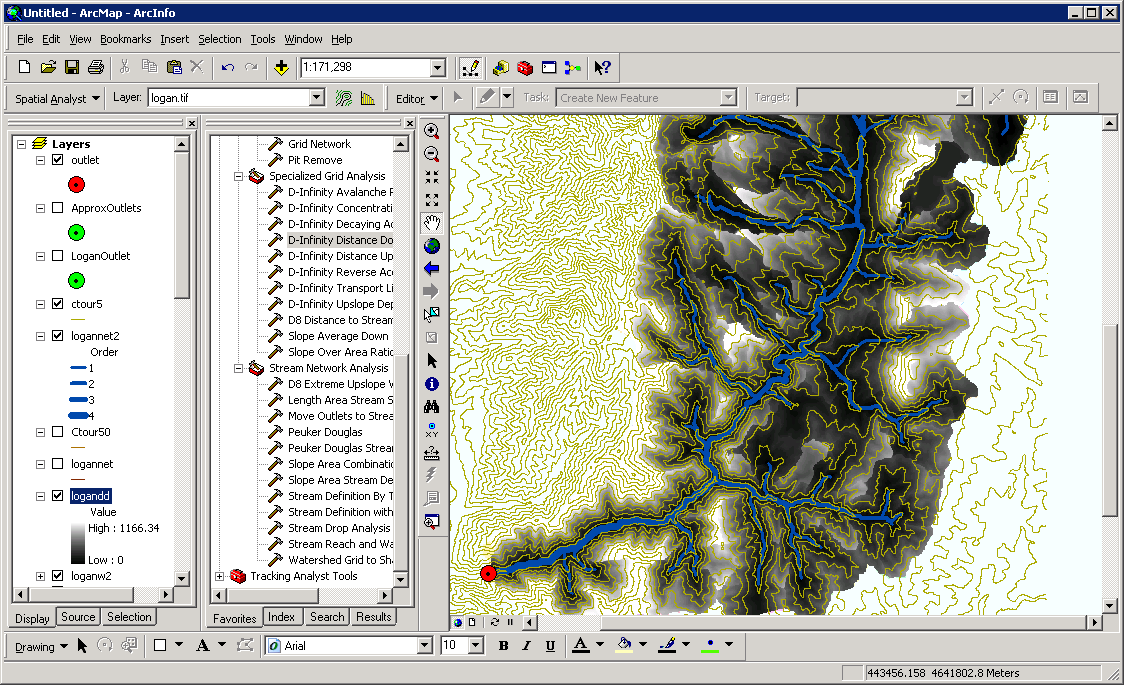 Untitled - ArcMap - ArcInfo
File Edit View Bookmarks Insert Selection Tools Window Help
1:171,298
Spatial Analyst Layer: logan.tif Editor Task: Create New Feature Target:
Layers
outlet
ApproxOutlets
LoganOutlet
ctour5
logannet2
Order
1
2
3
4
Ctour50
logannet
logandd
Value
High : 1166.34
Low : 0
loganw2
Display Source Selection
Grid Network
Pit Remove
Specialized Grid Analysis
D-Infinity Avalanche R
D-Infinity Concentrati
D-Infinity Decaying Ac
D-Infinity Distance Do
D-Infinity Distance Up
D-Infinity Reverse Acc
D-Infinity Transport Li
D-Infinity Upslope Dep
D8 Distance to Stream
Slope Average Down
Slope Over Area Ratio
Stream Network Analysis
D8 Extreme Upslope V
Length Area Stream S
Move Outlets to Strea
Peuker Douglas
Peuker Douglas Strean
Slope Area Combinatio
Slope Area Stream De
Stream Definition By T
Stream Definition with
Stream Drop Analysis
Stream Reach and Wa
Watershed Grid to Sha
Tracking Analyst Tools
Favorites Index Search Results
XY
Drawing A Arial 10 B I U A
443456.158 4641802.8 Meters